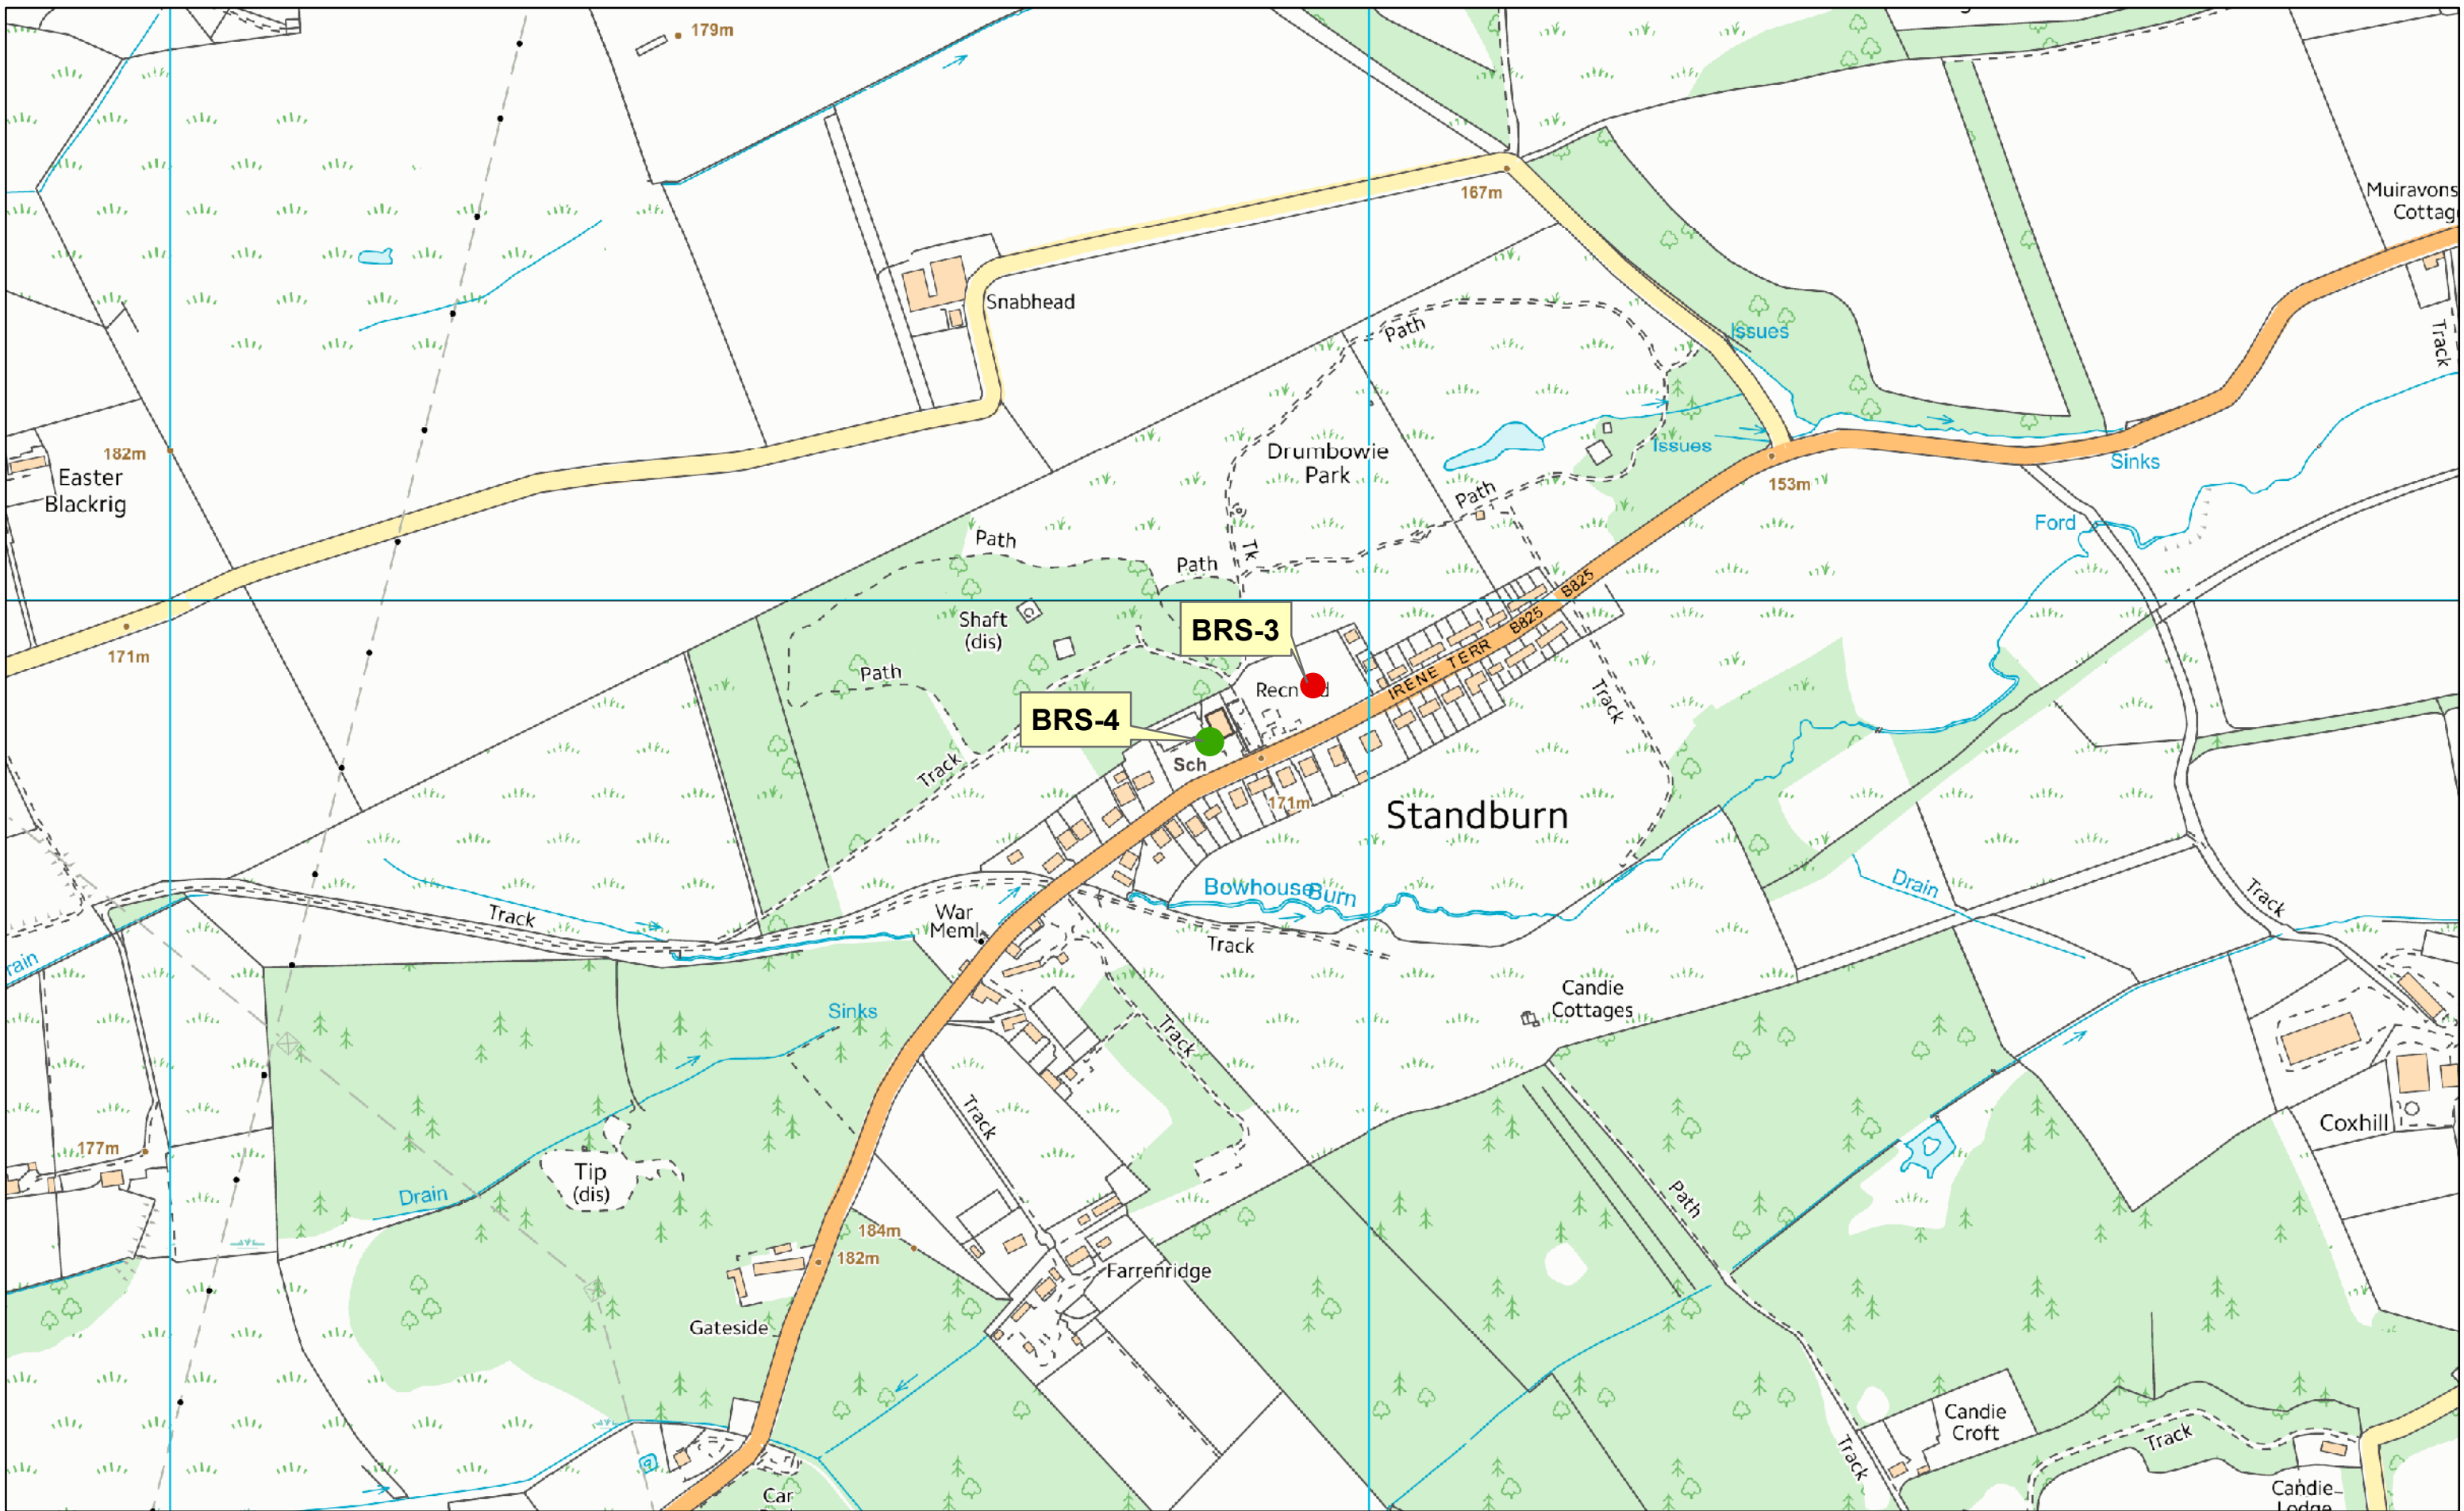 179m
167m
Muiravons
Cottag
Snabhead
Path
Issues
Track
182m
Easter
Blackrig
Drumbowie
Park
Issues
Sinks
153m
Path
Ford
Path
Tk
Path
B825
Shaft
(dis)
BRS-3
B825
171m
Path
IRENE TERR
Recn d
BRS-4
Track
Sch
Track
171m
Standburn
Bowhouse Burn
Drain
Track
Track
War
Meml
Track
rain
Candie
Cottages
Sinks
Track
Track
Coxhill
177m
Tip
(dis)
Drain
Path
184m
182m
Farrenridge
Gateside
Candie
Croft
Track
Track
Car
Candie
Lodge